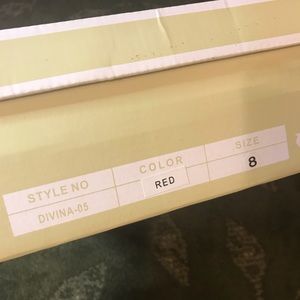 STYLE NO COLOR SIZE
DIVINA-05 RED 8